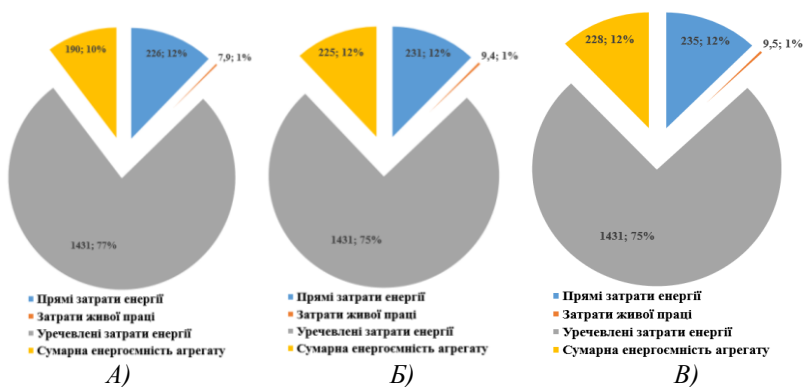 190; 10%
226; 12%
7,9; 1%
1431; 77%
Прямі затрати енергії
Затрати живої праці
Уречевлені затрати енергії
Сумарна енергоємність агрегату
А)
225; 12%
231; 12%
9,4; 1%
1431; 75%
Прямі затрати енергії
Затрати живої праці
Уречевлені затрати енергії
Сумарна енергоємність агрегату
Б)
228; 12%
235; 12%
9,5; 1%
1431; 75%
Прямі затрати енергії
Затрати живої праці
Уречевлені затрати енергії
Сумарна енергоємність агрегату
В)